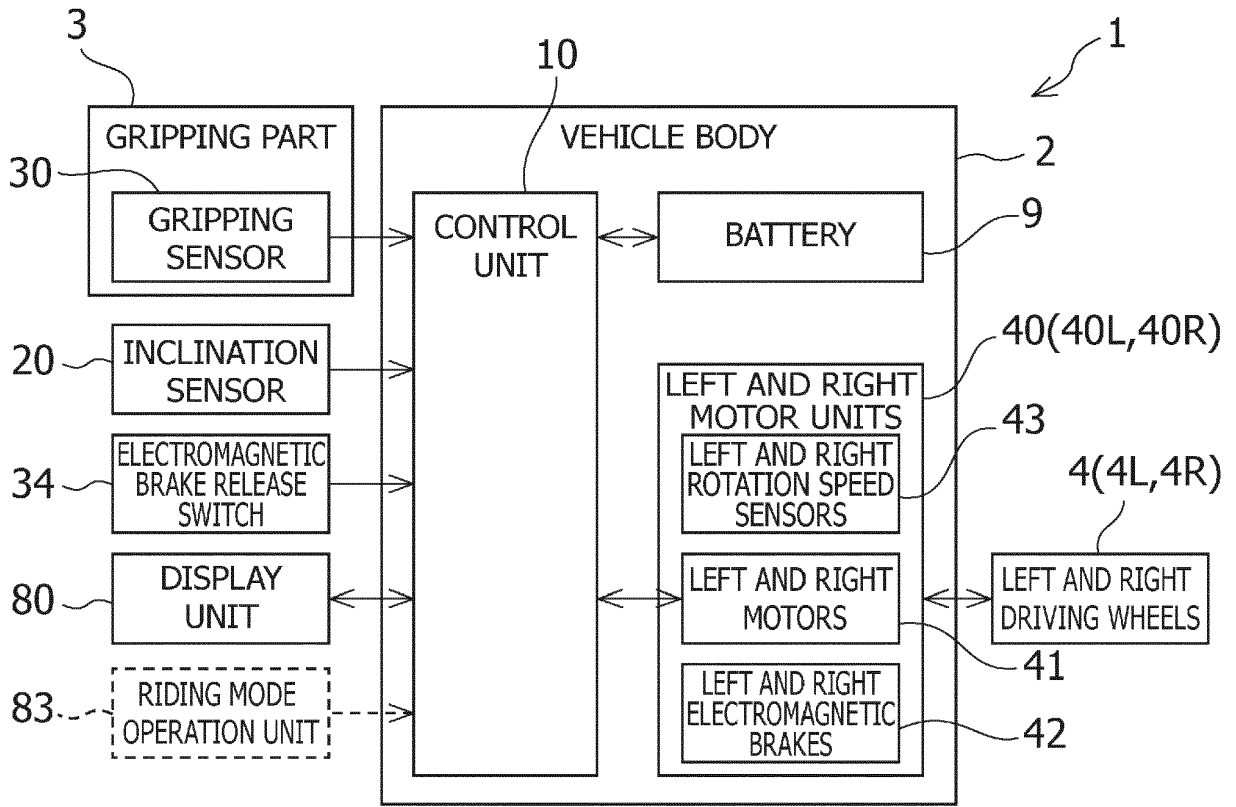 3
10
1
GRIPPING PART
VEHICLE BODY
2
30
GRIPPING
SENSOR
CONTROL
UNIT
BATTERY
9
20
INCLINATION
SENSOR
40(40L,40R)
LEFT AND RIGHT
MOTOR UNITS
34
ELECTROMAGNETIC
BRAKE RELEASE
SWITCH
LEFT AND RIGHT
ROTATION SPEED
SENSORS
43
4(4L,4R)
80
DISPLAY
UNIT
LEFT AND RIGHT
MOTORS
41
LEFT AND RIGHT
DRIVING WHEELS
83
RIDING MODE
OPERATION UNIT
LEFT AND RIGHT
ELECTROMAGNETIC
BRAKES
42